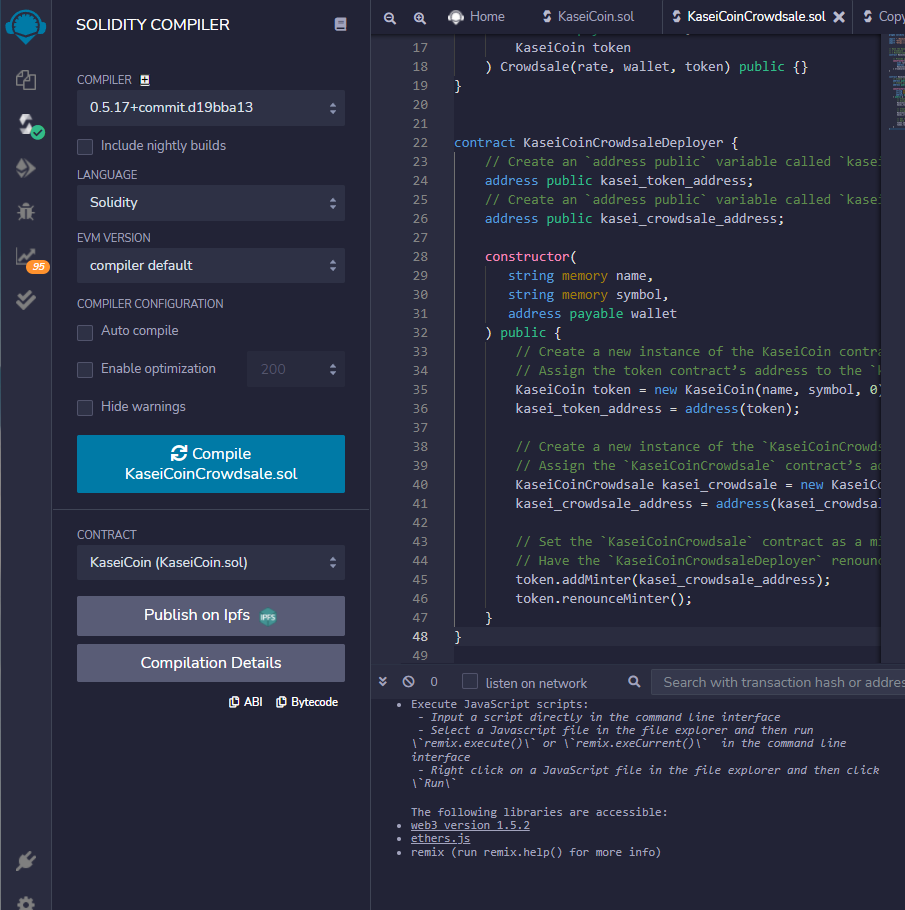 SOLIDITY COMPILER
COMPILER
0.5.17+commit.d19bba13
Include nightly builds
LANGUAGE
Solidity
EVM VERSION
compiler default
COMPILER CONFIGURATION
Auto compile
Enable optimization
200
Hide warnings
Compile
KaseiCoinCrowdsale.sol
CONTRACT
KaseiCoin (KaseiCoin.sol)
Publish on Ipfs
IPFS
Compilation Details
ABI
Bytecode
95
Home
KaseiCoin.sol
KaseiCoinCrowdsale.sol
Copy
17 KaseiCoin token
18 ) Crowdsale(rate, wallet, token) public {}
19 }
20
21
22 contract KaseiCoinCrowdsaleDeployer {
23 // Create an `address public` variable called `kasei
24 address public kasei_token_address;
25 // Create an `address public` variable called `kasei
26 address public kasei_crowdsale_address;
27
28 constructor(
29 string memory name,
30 string memory symbol,
31 address payable wallet
32 ) public {
33 // Create a new instance of the KaseiCoin contra
34 // Assign the token contract’s address to the `k
35 KaseiCoin token = new KaseiCoin(name, symbol, 0)
36 kasei_token_address = address(token);
37
38 // Create a new instance of the `KaseiCoinCrowds
39 // Assign the `KaseiCoinCrowdsale` contract’s ad
40 KaseiCoinCrowdsale kasei_crowdsale = new KaseiCo
41 kasei_crowdsale_address = address(kasei_crowdsal
42
43 // Set the `KaseiCoinCrowdsale` contract as a mi
44 // Have the `KaseiCoinCrowdsaleDeployer` renounc
45 token.addMinter(kasei_crowdsale_address);
46 token.renounceMinter();
47 }
48 }
49
0
listen on network
Search with transaction hash or addres
• Execute JavaScript scripts:
- Input a script directly in the command line interface
- Select a Javascript file in the file explorer and then run
\`remix.execute()\` or \`remix.exeCurrent()\` in the command line
interface
- Right click on a JavaScript file in the file explorer and then click
\`Run\`
The following libraries are accessible:
• web3 version 1.5.2
• ethers.js
• remix (run remix.help() for more info)